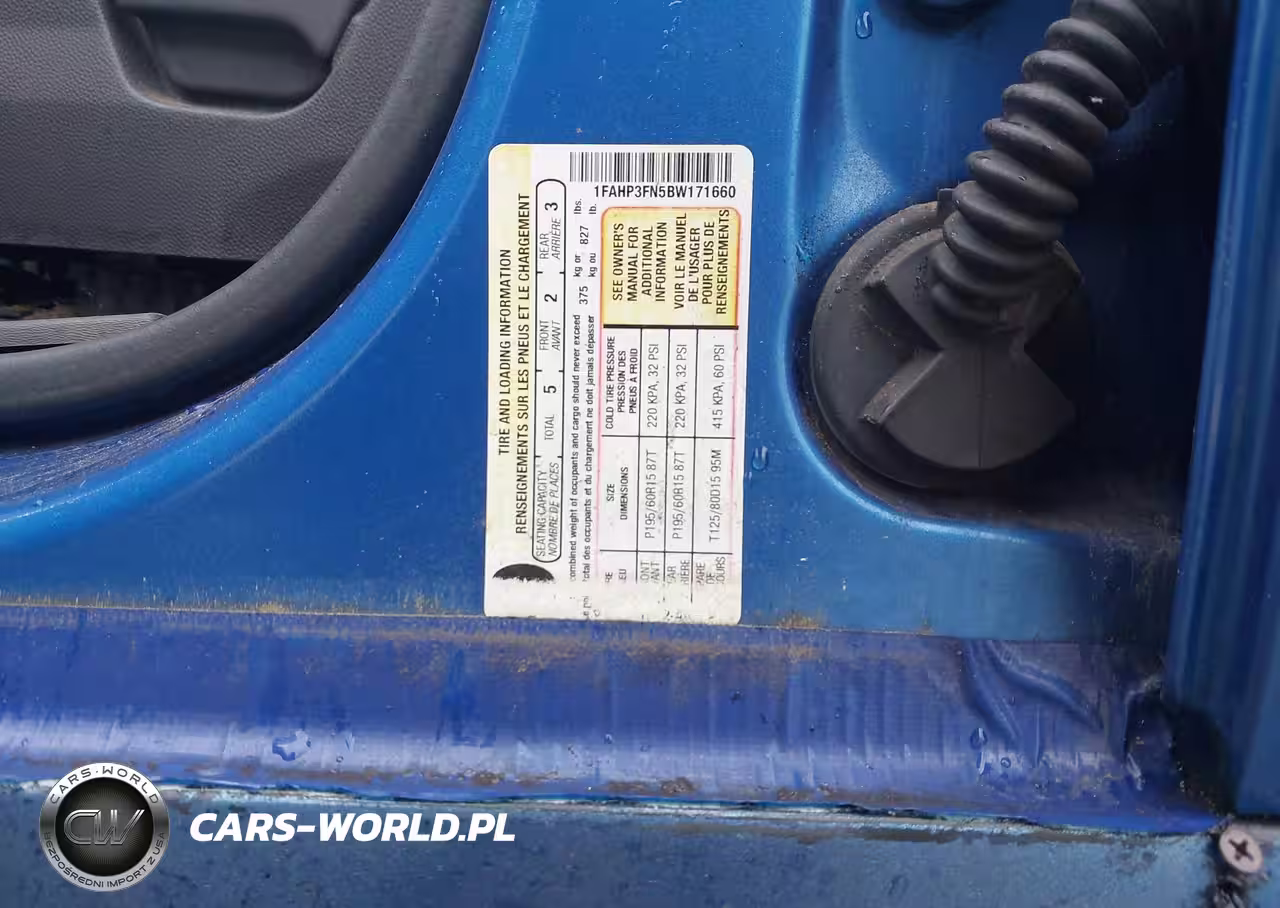 1FAHP3FN5BW171660
TIRE AND LOADING INFORMATION
RENSEIGNEMENTS SUR LES PNEUS ET LE CHARGEMENT
SEATING CAPACITY TOTAL 5 FRONT 2 REAR 3
NOMBRE DE PLACES AVANT ARRIÈRE
combined weight of occupants and cargo should never exceed 375 kg or 827 lbs.
total des occupants et du chargement ne doit jamais dépasser kg ou lb.
SIZE
DIMENSIONS
COLD TIRE PRESSURE
PRESSION DES
PNEUS À FROID
P195/60R15 87T 220 KPA, 32 PSI
P195/60R15 87T 220 KPA, 32 PSI
T125/80D15 95M 415 KPA, 60 PSI
SEE OWNER'S
MANUAL FOR
ADDITIONAL
INFORMATION
VOIR LE MANUEL
DE L'USAGER
POUR PLUS DE
RENSEIGNEMENTS
CARS-WORLD
CW
BEZPOŚREDNI IMPORT Z USA
CARS-WORLD.PL